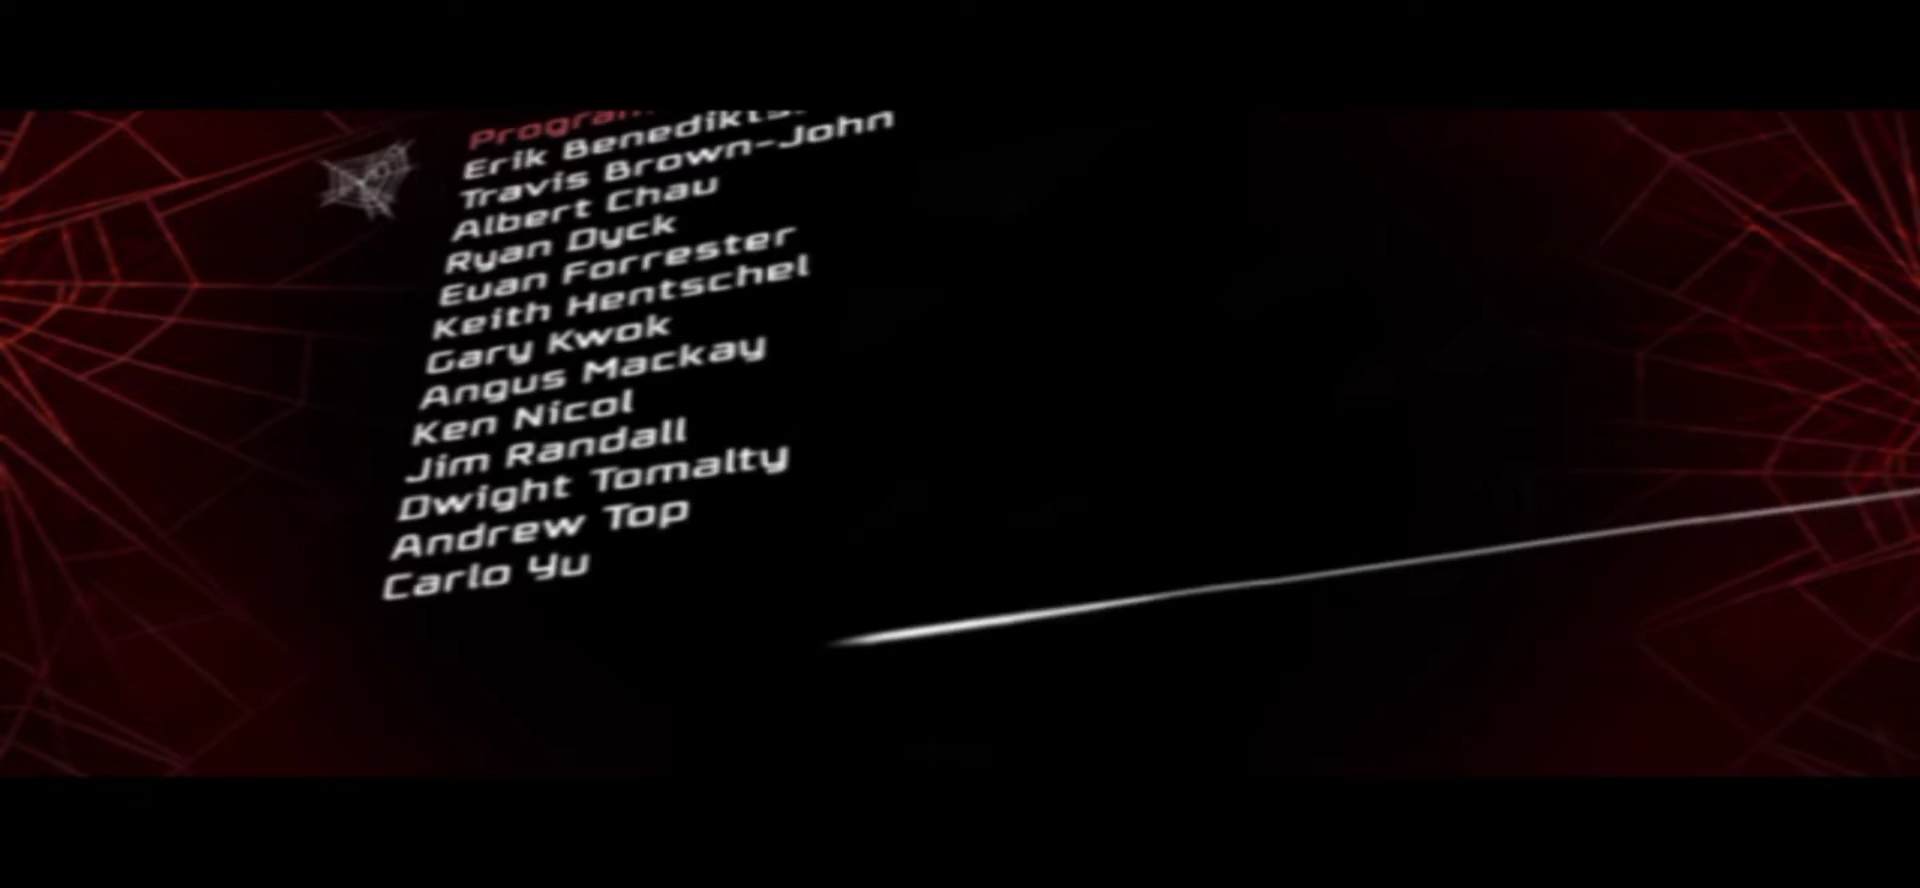 Erik
Travis Brown-John
Albert Chau
Ryan Dyck
Euan Forrester
Keith Hentschel
Gary Kwok
Angus Mackay
Ken Nicol
Jim Randall
Dwight Tomalty
Andrew Top
Carlo Yu